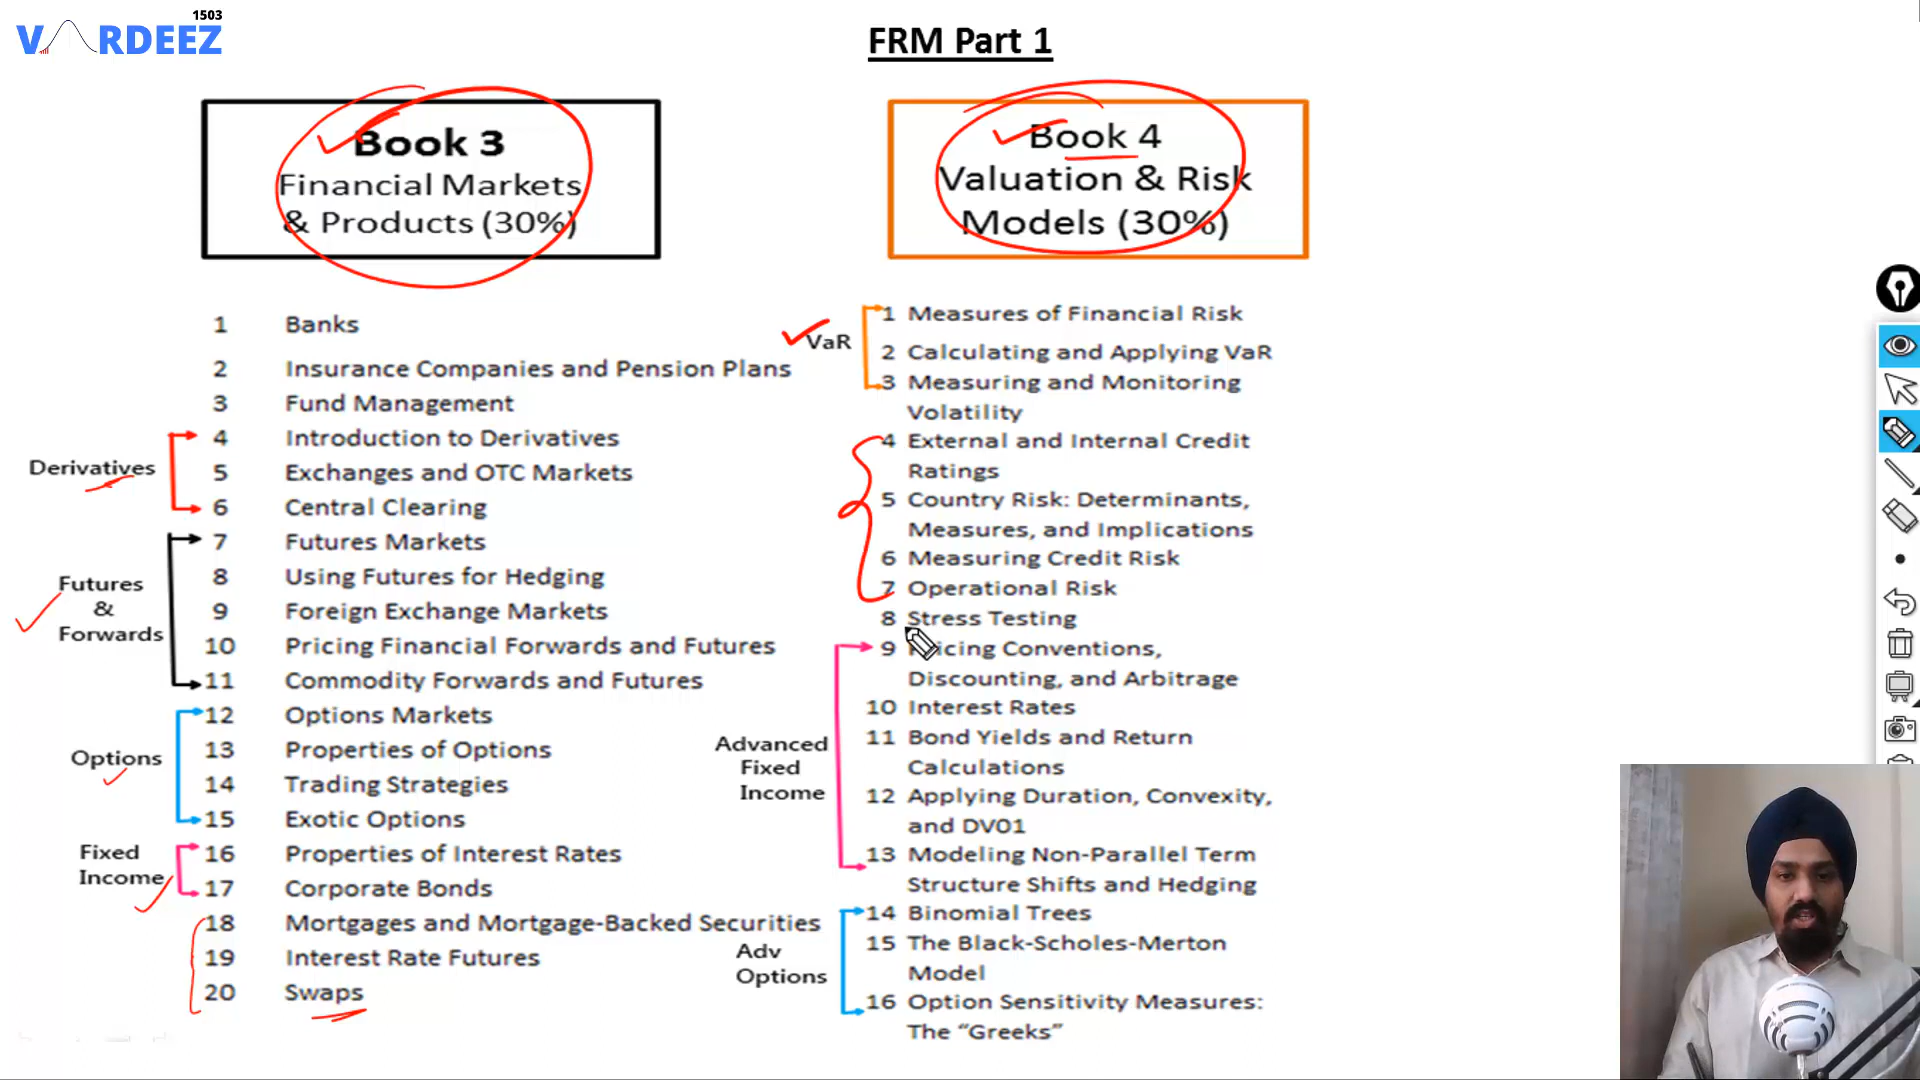 1503
VARDEEZ
FRM Part 1
Book 3
Financial Markets
& Products (30%)
1 Banks
2 Insurance Companies and Pension Plans
3 Fund Management
Derivatives
4 Introduction to Derivatives
5 Exchanges and OTC Markets
6 Central Clearing
Futures
&
Forwards
7 Futures Markets
8 Using Futures for Hedging
9 Foreign Exchange Markets
10 Pricing Financial Forwards and Futures
11 Commodity Forwards and Futures
Options
12 Options Markets
13 Properties of Options
14 Trading Strategies
15 Exotic Options
Fixed
Income
16 Properties of Interest Rates
17 Corporate Bonds
18 Mortgages and Mortgage-Backed Securities
19 Interest Rate Futures
20 Swaps
Book 4
Valuation & Risk
Models (30%)
VaR
1 Measures of Financial Risk
2 Calculating and Applying VaR
3 Measuring and Monitoring
Volatility
4 External and Internal Credit
Ratings
5 Country Risk: Determinants,
Measures, and Implications
6 Measuring Credit Risk
7 Operational Risk
8 Stress Testing
Advanced
Fixed
Income
9 Pricing Conventions,
Discounting, and Arbitrage
10 Interest Rates
11 Bond Yields and Return
Calculations
12 Applying Duration, Convexity,
and DV01
13 Modeling Non-Parallel Term
Structure Shifts and Hedging
Adv
Options
14 Binomial Trees
15 The Black-Scholes-Merton
Model
16 Option Sensitivity Measures:
The “Greeks”